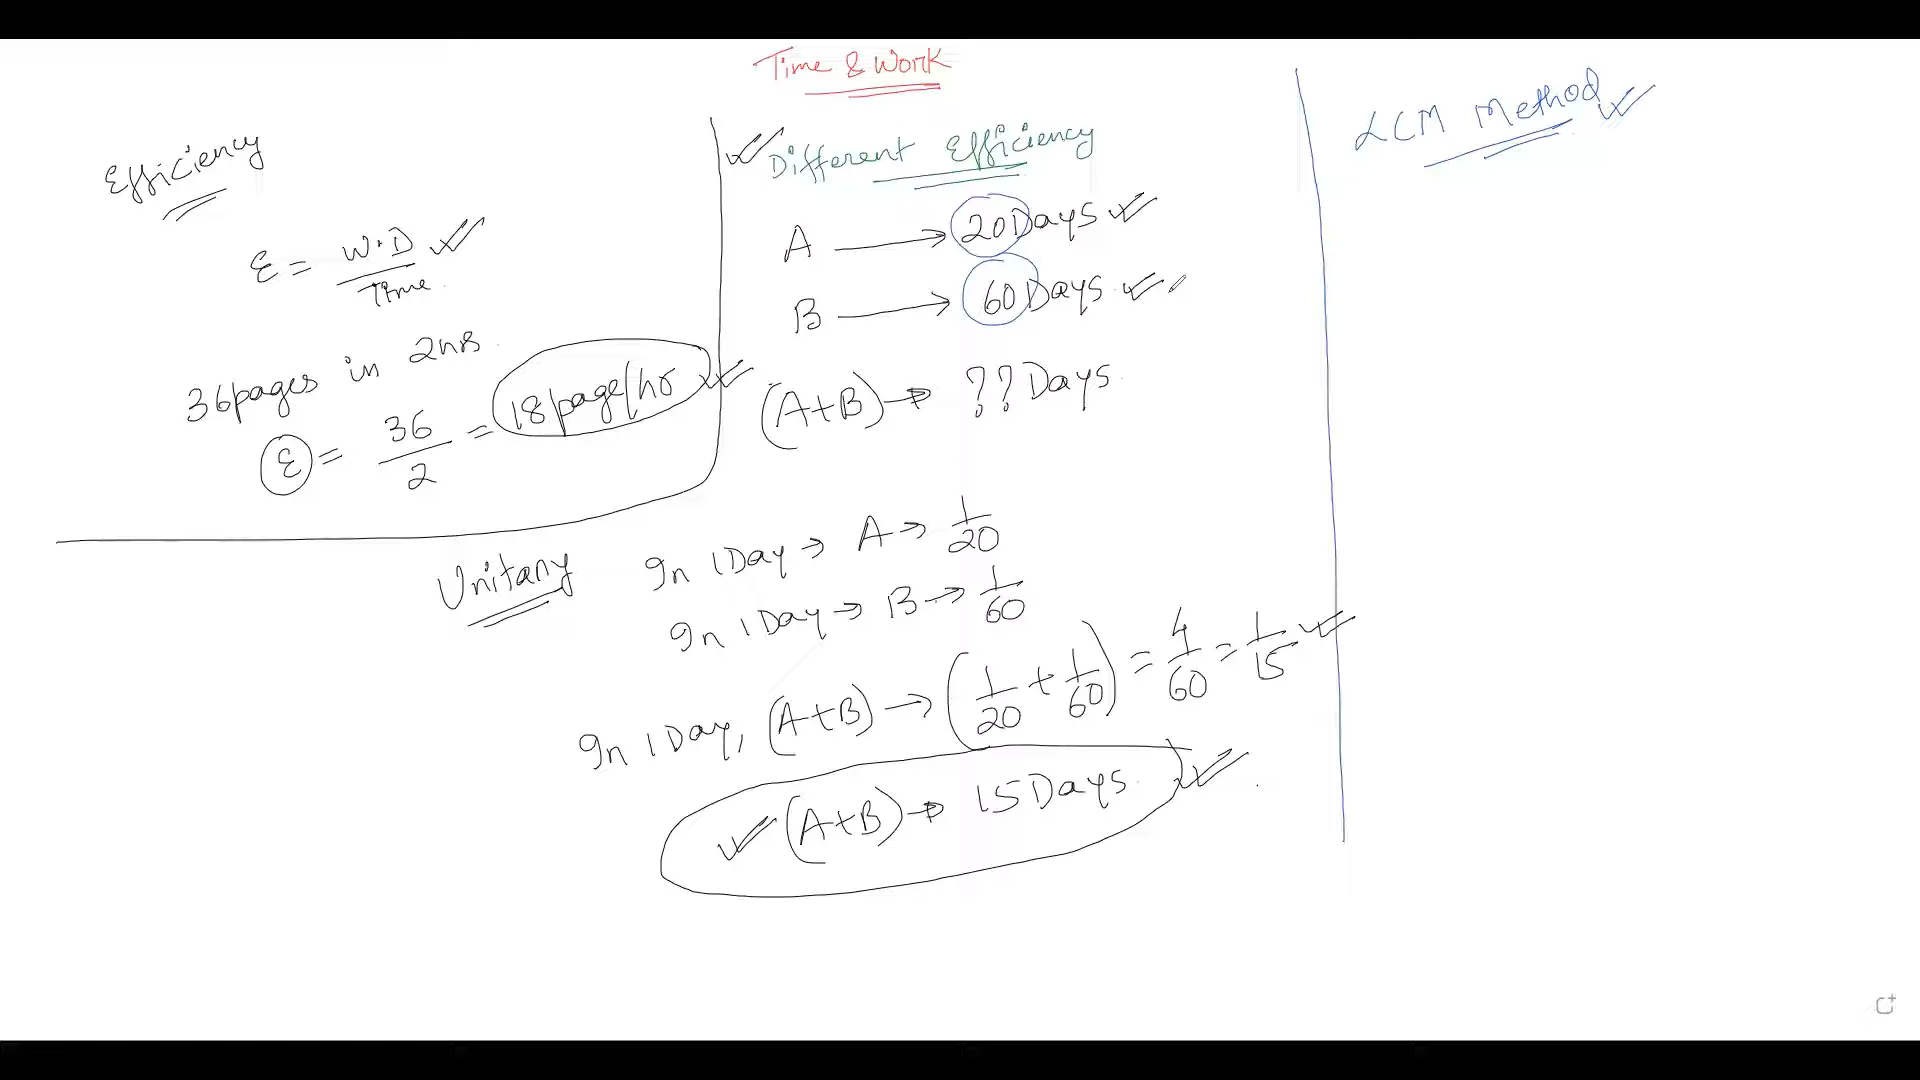 Time & Work
Efficiency
E = W.D / Time
36pages in 2hrs.
E = 36/2 = 18page/hr
Different Efficiency
A → 20Days
B → 60Days
(A+B) → ??Days
Unitary
In 1Day → A → 1/20
In 1Day → B → 1/60
In 1Day, (A+B) → (1/20 + 1/60) = 4/60 = 1/15
(A+B) → 15Days
LCM Method